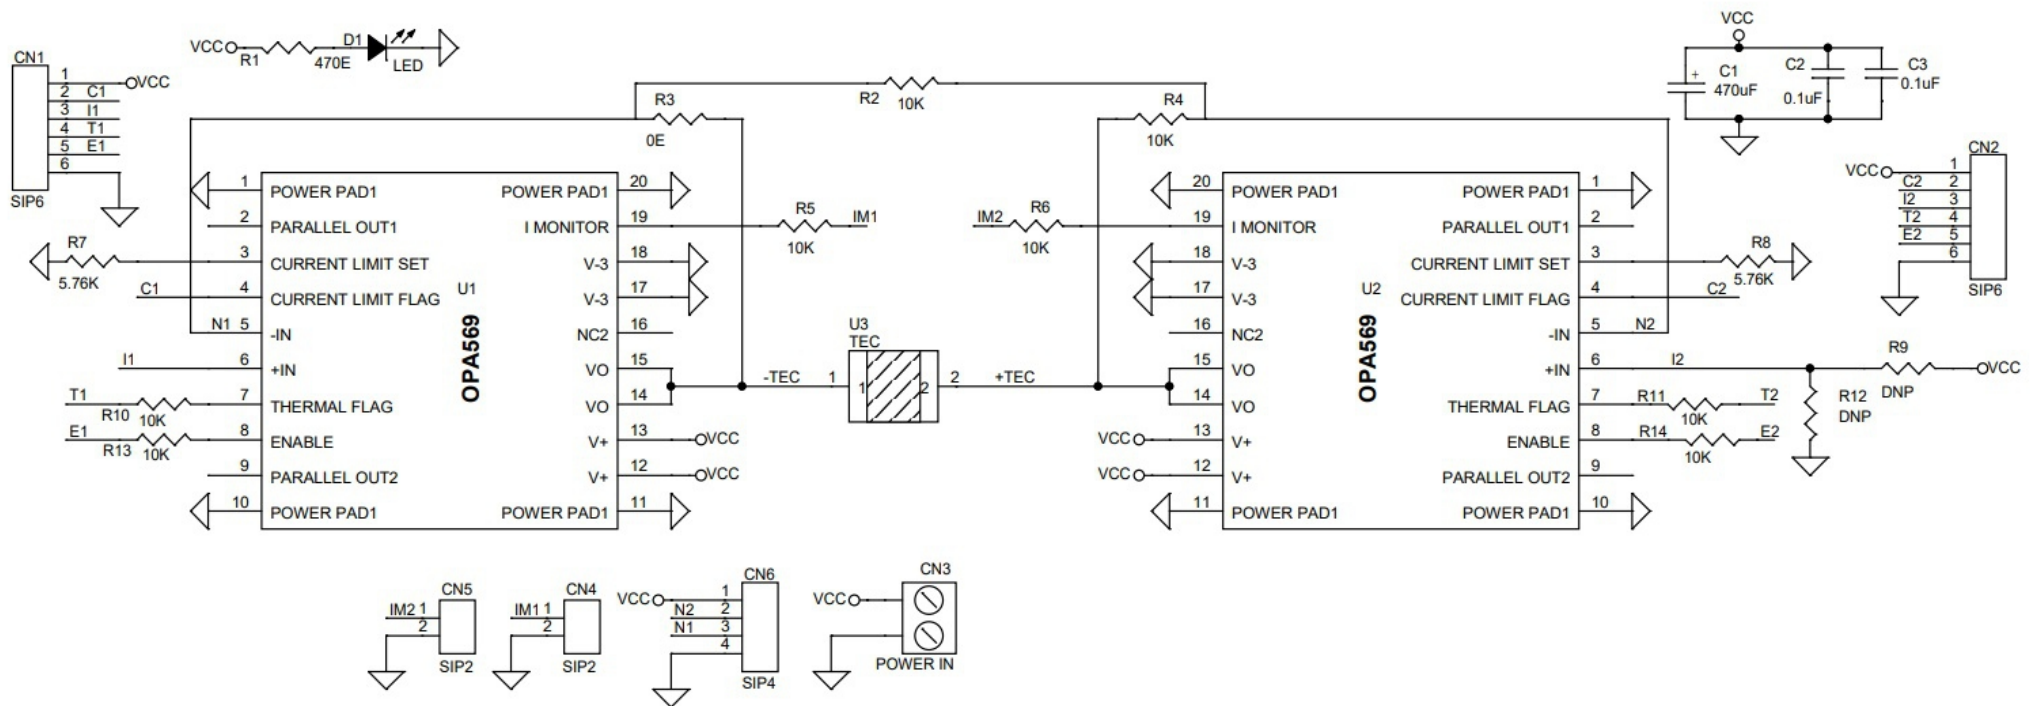 VCC
R1
470E
D1
LED
CN1
1 VCC
2 C1
3 I1
4 T1
5 E1
6
SIP6
R2
10K
R3
0E
R4
10K
VCC
+
C1
470uF
C2
0.1uF
C3
0.1uF
CN2
VCC 1
C2 2
I2 3
T2 4
E2 5
6
SIP6
R7
5.76K
C1
N1
I1
T1
R10
10K
E1
R13
10K
1 POWER PAD1
2 PARALLEL OUT1
3 CURRENT LIMIT SET
4 CURRENT LIMIT FLAG
5 -IN
6 +IN
7 THERMAL FLAG
8 ENABLE
9 PARALLEL OUT2
10 POWER PAD1
U1
OPA569
POWER PAD1 20
I MONITOR 19
V-3 18
V-3 17
NC2 16
VO 15
VO 14
V+ 13 VCC
V+ 12 VCC
POWER PAD1 11
R5
10K
IM1
IM2
R6
10K
U3
TEC
-TEC 1
1 2
2 +TEC
20 POWER PAD1
19 I MONITOR
18 V-3
17 V-3
16 NC2
15 VO
14 VO
VCC 13 V+
VCC 12 V+
11 POWER PAD1
U2
OPA569
POWER PAD1 1
PARALLEL OUT1 2
CURRENT LIMIT SET 3
CURRENT LIMIT FLAG 4
-IN 5
+IN 6
THERMAL FLAG 7
ENABLE 8
PARALLEL OUT2 9
POWER PAD1 10
R8
5.76K
C2
N2
I2
R9
DNP
VCC
R12
DNP
R11
10K
T2
R14
10K
E2
CN5
IM2 1
2
SIP2
CN4
IM1 1
2
SIP2
CN6
VCC 1
N2 2
N1 3
4
SIP4
CN3
VCC
POWER IN